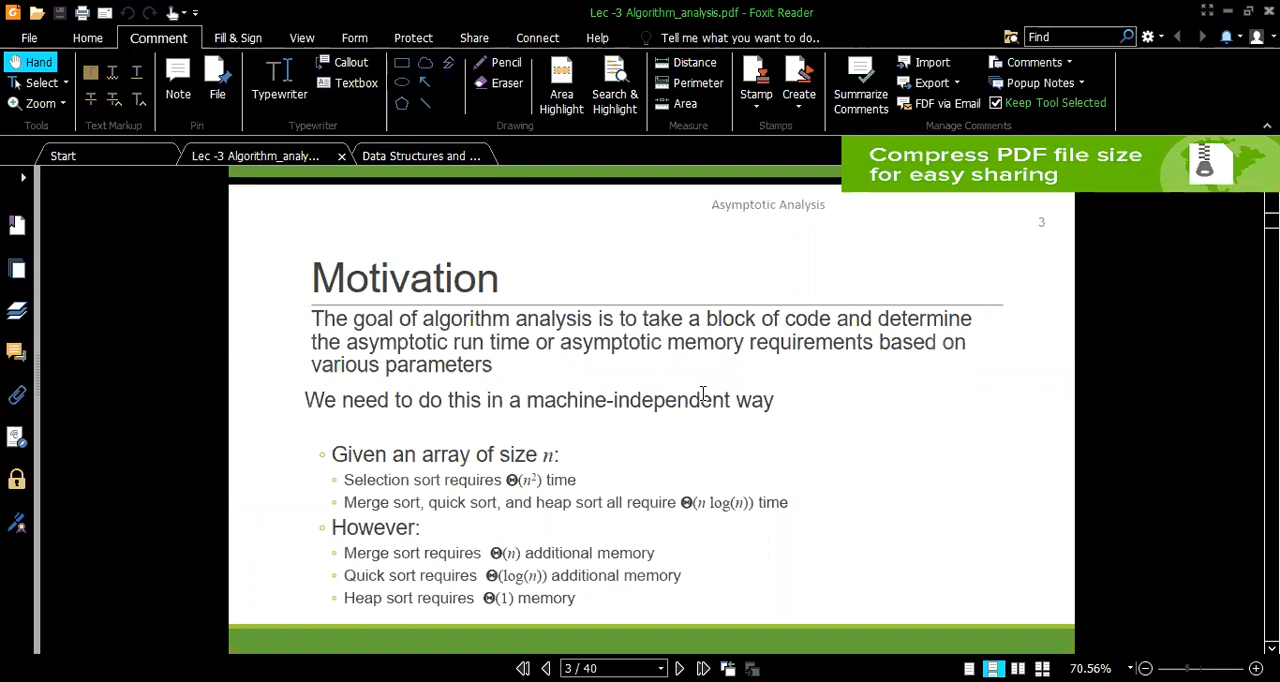 Lec -3 Algorithm_analysis.pdf - Foxit Reader
File Home Comment Fill & Sign View Form Protect Share Connect Help Tell me what you want to do.. Find
Hand
Select
Zoom
Tools
Text Markup
Note
File
Pin
Typewriter
Callout
Textbox
Typewriter
Pencil
Eraser
Area
Highlight
Search &
Highlight
Drawing
Distance
Perimeter
Area
Measure
Stamp
Create
Stamps
Summarize
Comments
Import
Export
FDF via Email
Comments
Popup Notes
Keep Tool Selected
Manage Comments
Start
Lec -3 Algorithm_analy...
Data Structures and ...
Compress PDF file size
for easy sharing
Asymptotic Analysis
3
Motivation
The goal of algorithm analysis is to take a block of code and determine
the asymptotic run time or asymptotic memory requirements based on
various parameters
We need to do this in a machine-independent way
Given an array of size n:
Selection sort requires Θ(n²) time
Merge sort, quick sort, and heap sort all require Θ(n log(n)) time
However:
Merge sort requires Θ(n) additional memory
Quick sort requires Θ(log(n)) additional memory
Heap sort requires Θ(1) memory
3 / 40
70.56%